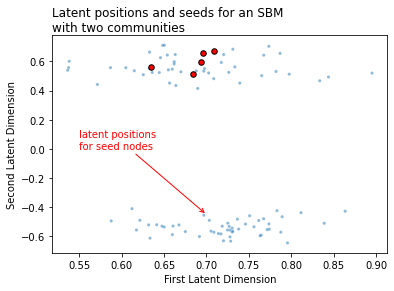 Latent positions and seeds for an SBM
with two communities
Second Latent Dimension
0.6
0.4
0.2
0.0
−0.2
−0.4
−0.6
latent positions
for seed nodes
0.55
0.60
0.65
0.70
0.75
0.80
0.85
0.90
First Latent Dimension